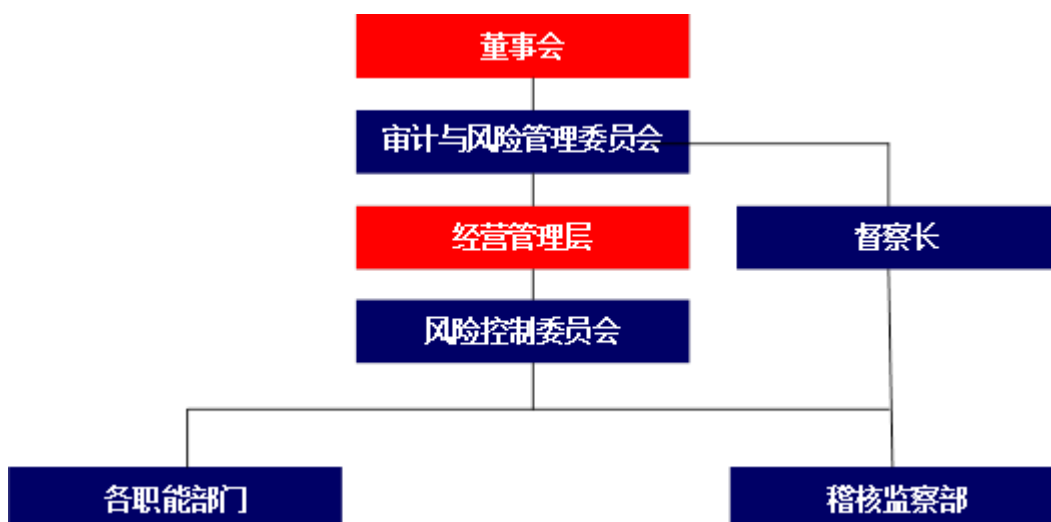 董事会
审计与风险管理委员会
经营管理层
督察长
风险控制委员会
各职能部门
稽核监察部